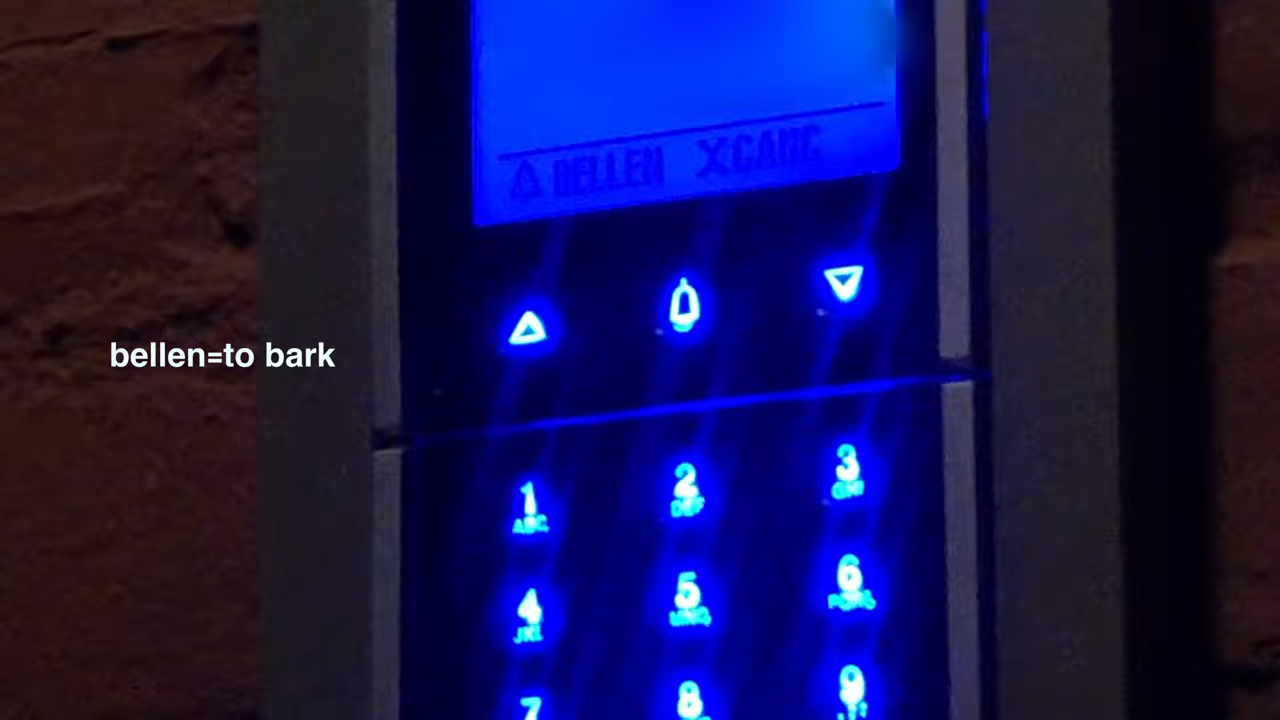 BELLEN XCANC
bellen=to bark
1 2 3
ABC DEF GHI
4 5 6
JKL MNO PQRS
7 8 9